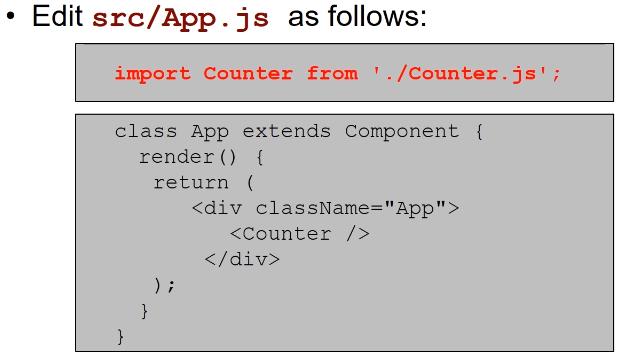 • Edit src/App.js as follows:
import Counter from './Counter.js';
class App extends Component {
render() {
return (
<div className="App">
<Counter />
</div>
);
}
}